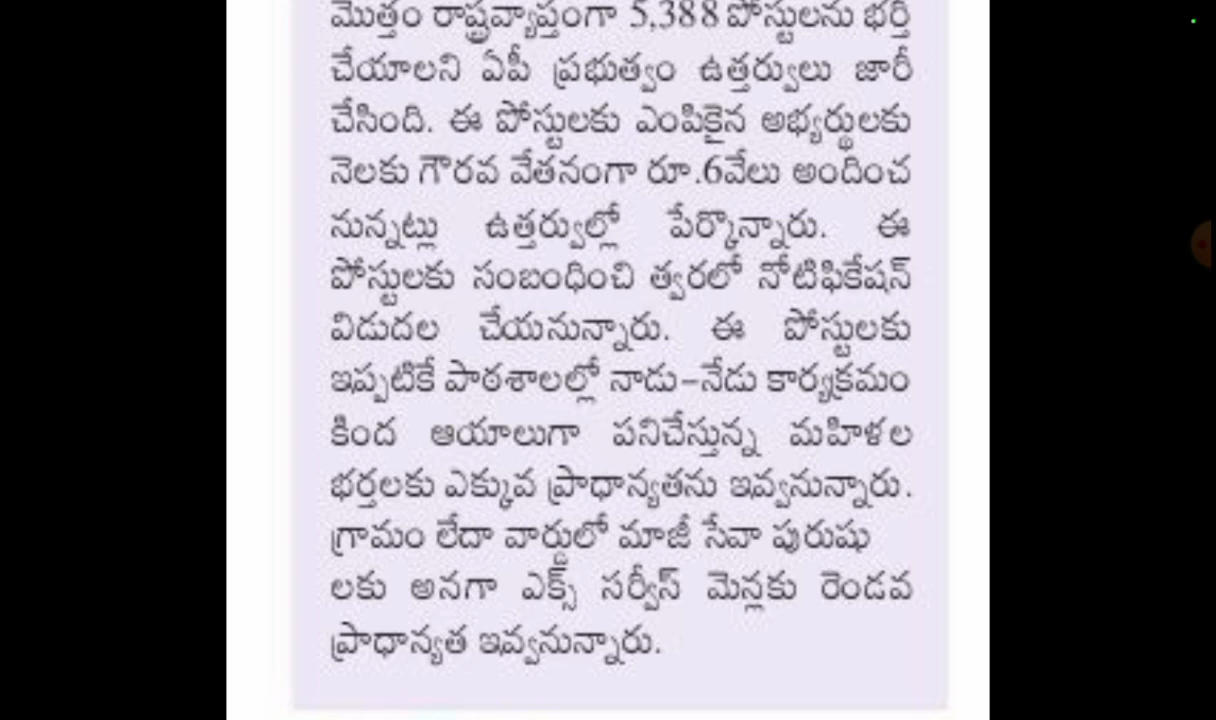 మొత్తం రాష్ట్రవ్యాప్తంగా 5,388 పోస్టులను భర్తీ
చేయాలని ఏపీ ప్రభుత్వం ఉత్తర్వులు జారీ
చేసింది. ఈ పోస్టులకు ఎంపికైన అభ్యర్థులకు
నెలకు గౌరవ వేతనంగా రూ.6వేలు అందించ
నున్నట్లు ఉత్తర్వుల్లో పేర్కొన్నారు. ఈ
పోస్టులకు సంబంధించి త్వరలో నోటిఫికేషన్
విడుదల చేయనున్నారు. ఈ పోస్టులకు
ఇప్పటికే పాఠశాలల్లో నాడు-నేడు కార్యక్రమం
కింద ఆయాలుగా పనిచేస్తున్న మహిళల
భర్తలకు ఎక్కువ ప్రాధాన్యతను ఇవ్వనున్నారు.
గ్రామం లేదా వార్డులో మాజీ సేవా పురుషు
లకు అనగా ఎక్స్ సర్వీస్ మెన్లకు రెండవ
ప్రాధాన్యత ఇవ్వనున్నారు.